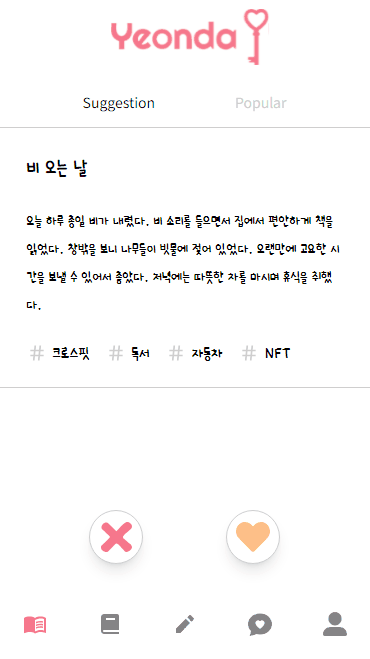 Yeonda
Suggestion Popular
비 오는 날
오늘 하루 종일 비가 내렸다. 비 소리를 들으면서 집에서 편안하게 책을
읽었다. 창밖을 보니 나무들이 빗물에 젖어 있었다. 오랜만에 고요한 시
간을 보낼 수 있어서 좋았다. 저녁에는 따뜻한 차를 마시며 휴식을 취했
다.
# 크로스핏 # 독서 # 자동차 # NFT